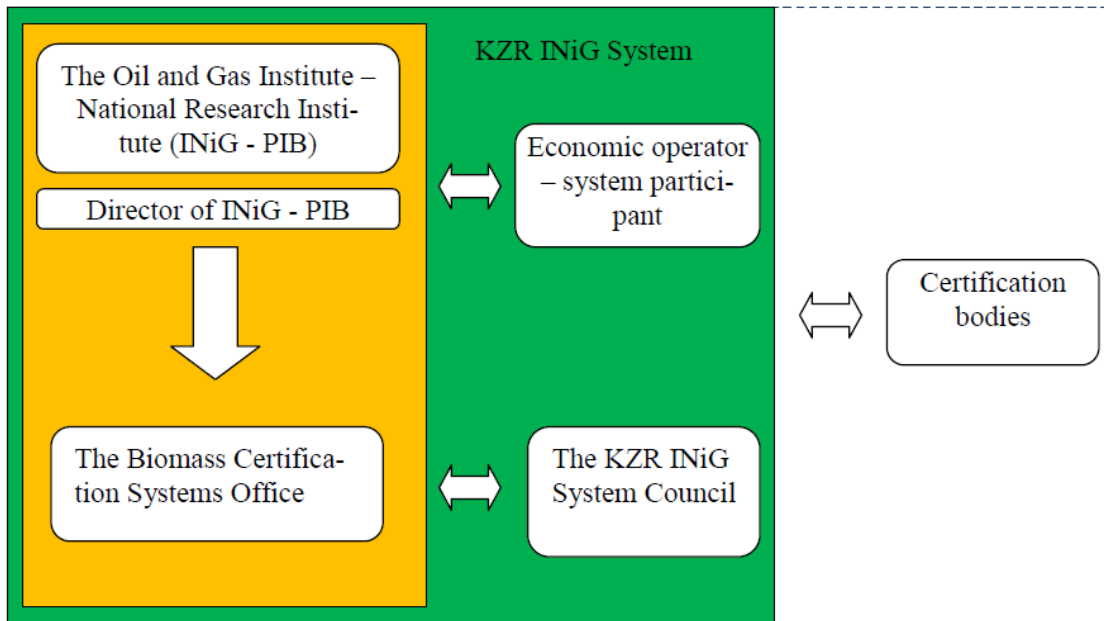 KZR INiG System
The Oil and Gas Institute –
National Research Insti-
tute (INiG - PIB)
Director of INiG - PIB
Economic operator
– system partici-
pant
Certification
bodies
The Biomass Certifica-
tion Systems Office
The KZR INiG
System Council